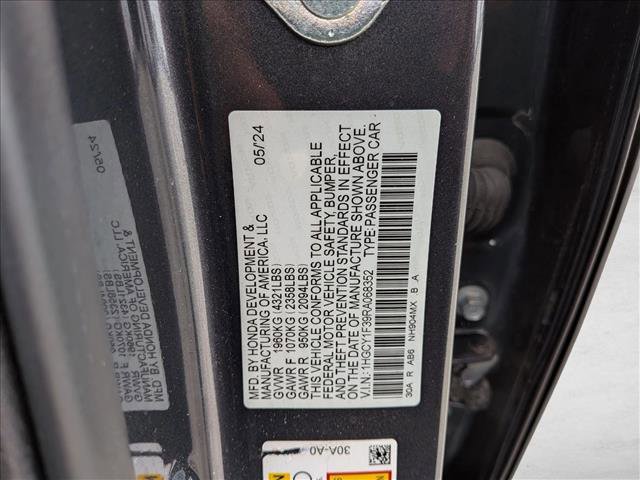 MFD. BY HONDA DEVELOPMENT &
MANUFACTURING OF AMERICA, LLC 05/24
GVWR 1960KG (4321LBS)
GAWR F 1070KG (2358LBS)
GAWR R 950KG (2094LBS)
THIS VEHICLE CONFORMS TO ALL APPLICABLE
FEDERAL MOTOR VEHICLE SAFETY, BUMPER,
AND THEFT PREVENTION STANDARDS IN EFFECT
ON THE DATE OF MANUFACTURE SHOWN ABOVE.
V.I.N.: 1HGCY1F39RA068352 TYPE:PASSENGER CAR
30A R AB6 NH904MX B A
30A-A0